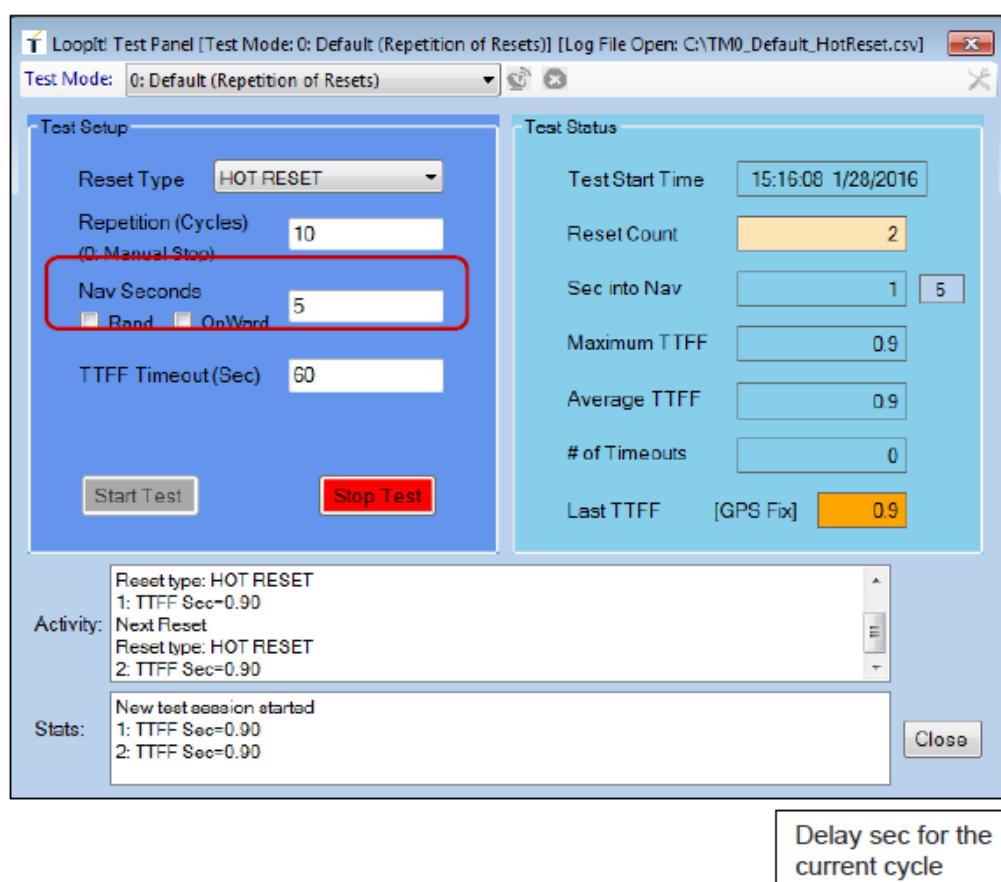 LoopIt! Test Panel [Test Mode: 0: Default (Repetition of Resets)] [Log File Open: C:\TM0_Default_HotReset.csv]
Test Mode: 0: Default (Repetition of Resets)
Test Setup
Reset Type HOT RESET
Repetition (Cycles) 10
(0: Manual Stop)
Nav Seconds 5
Rand OnWard
TTFF Timeout (Sec) 60
Start Test Stop Test
Test Status
Test Start Time 15:16:08 1/28/2016
Reset Count 2
Sec into Nav 1 5
Maximum TTFF 0.9
Average TTFF 0.9
# of Timeouts 0
Last TTFF [GPS Fix] 0.9
Activity:
Reset type: HOT RESET
1: TTFF Sec=0.90
Next Reset
Reset type: HOT RESET
2: TTFF Sec=0.90
Stats:
New test session started
1: TTFF Sec=0.90
2: TTFF Sec=0.90
Close
Delay sec for the
current cycle